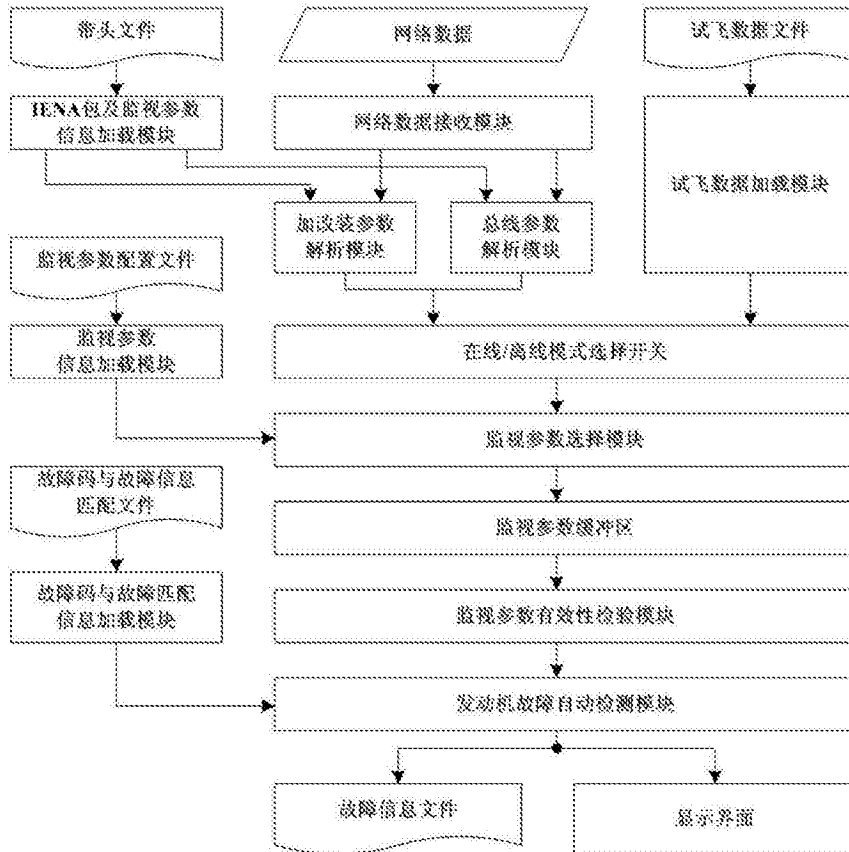 带头文件
网络数据
试飞数据文件
IENA包及监视参数
信息加载模块
网络数据接收模块
试飞数据加载模块
加改装参数
解析模块
总线参数
解析模块
监视参数配置文件
监视参数
信息加载模块
在线/离线模式选择开关
监视参数选择模块
故障码与故障信息
匹配文件
监视参数缓冲区
故障码与故障匹配
信息加载模块
监视参数有效性检验模块
发动机故障自动检测模块
故障信息文件
显示界面